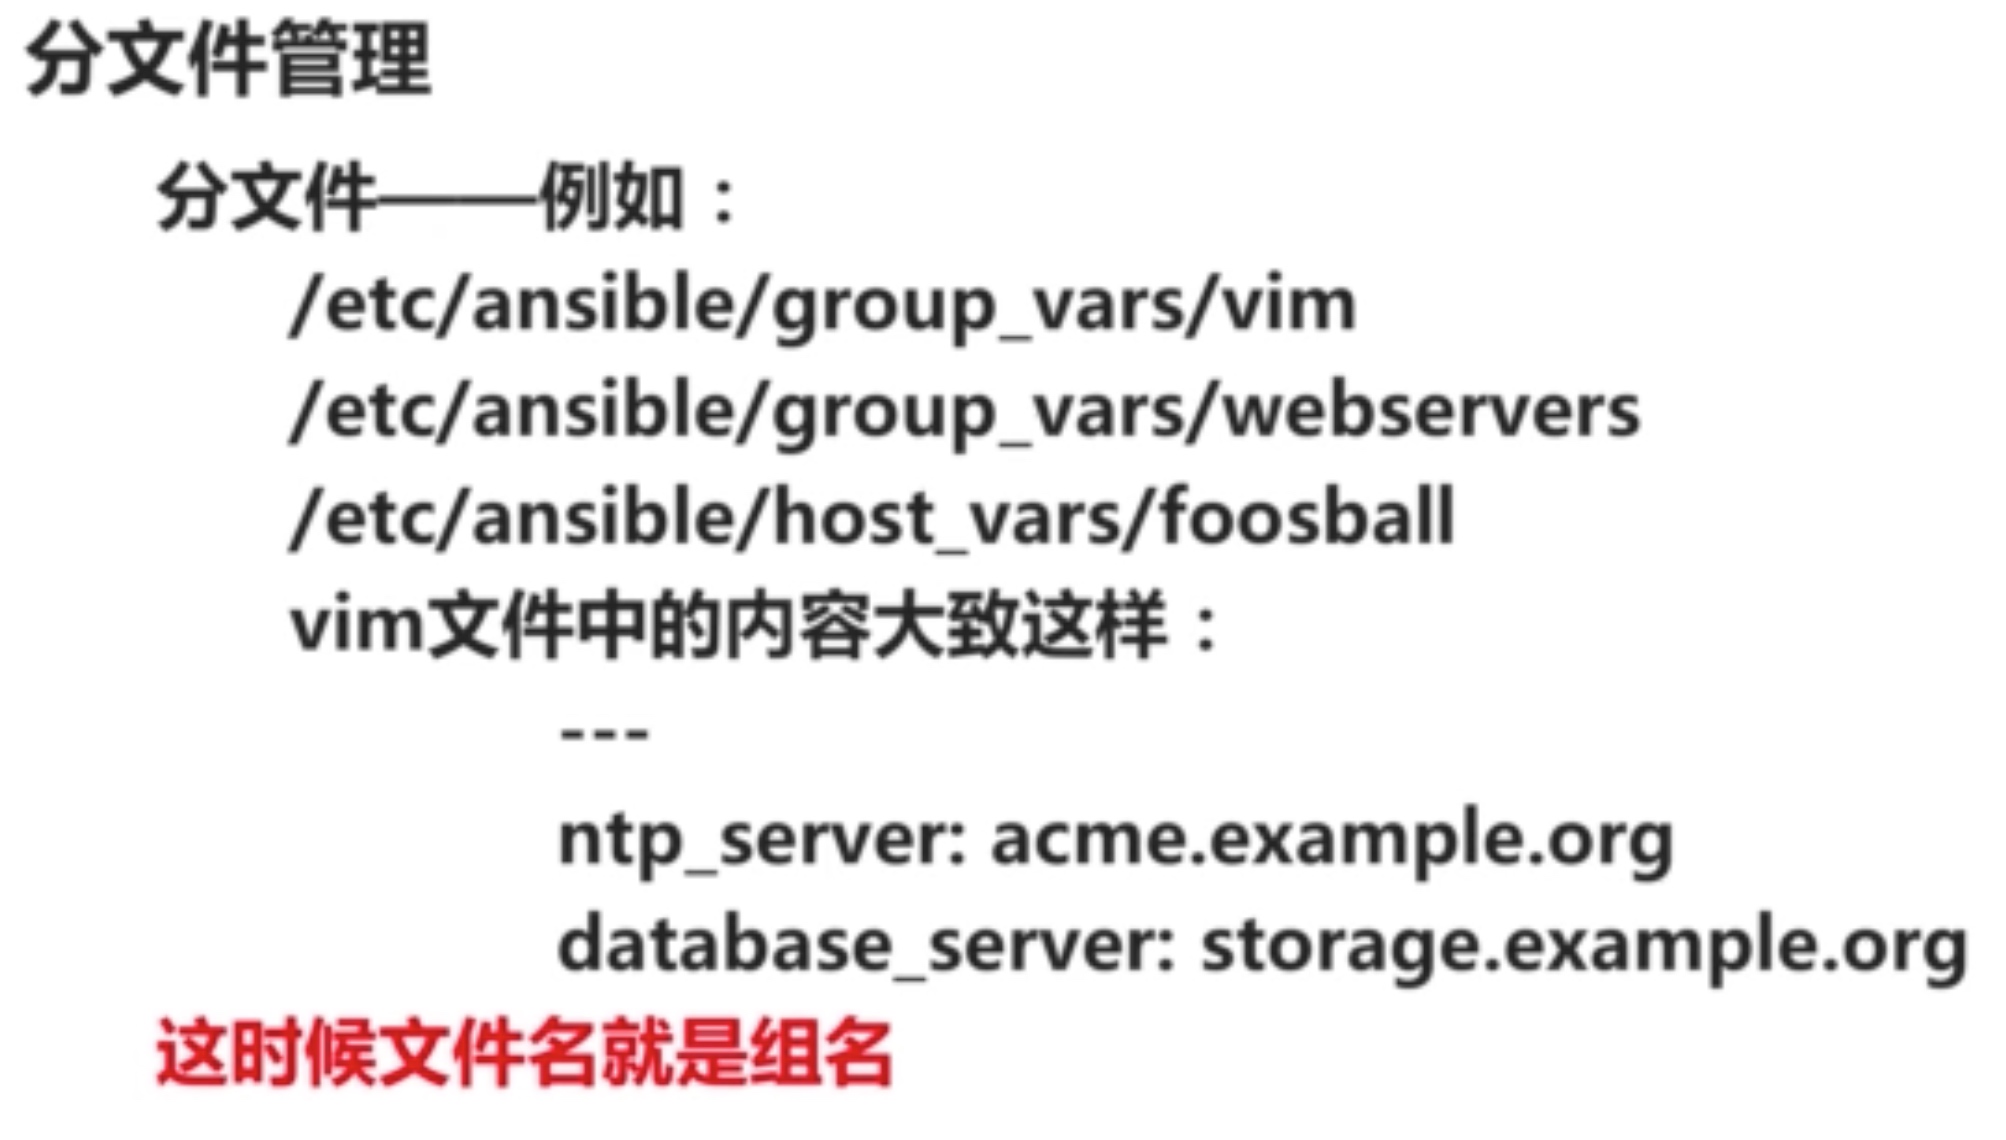 分文件管理
分文件——例如：
/etc/ansible/group_vars/vim
/etc/ansible/group_vars/webservers
/etc/ansible/host_vars/foosball
vim文件中的内容大致这样：
---
ntp_server: acme.example.org
database_server: storage.example.org
这时候文件名就是组名